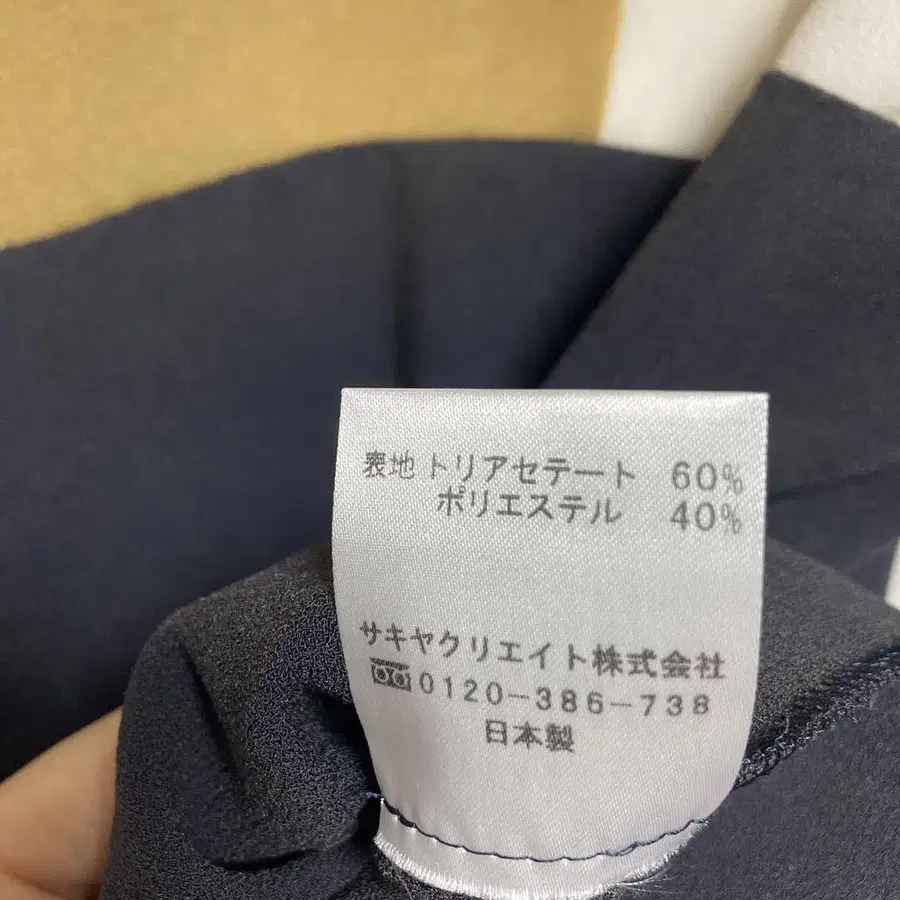 表地 トリアセテート 60%
ポリエステル 40%
サキヤクリエイト株式会社
0120-386-738
日本製